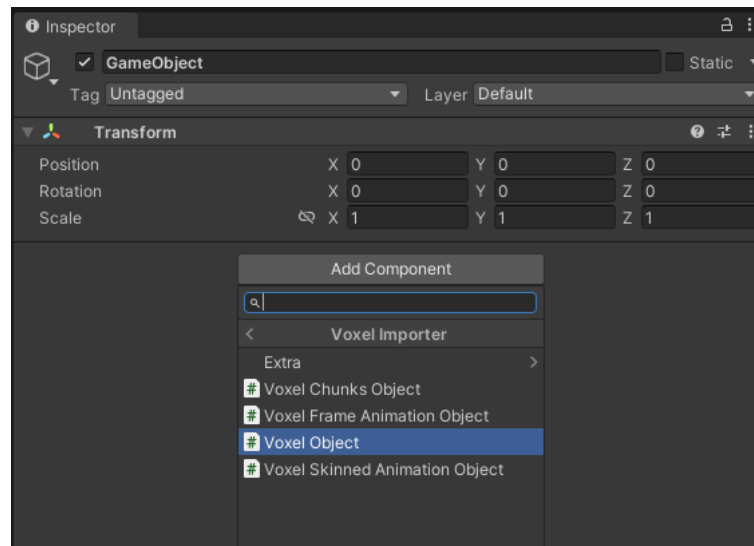 Inspector
GameObject Static
Tag Untagged Layer Default
Transform
Position X 0 Y 0 Z 0
Rotation X 0 Y 0 Z 0
Scale X 1 Y 1 Z 1
Add Component
Voxel Importer
Extra
# Voxel Chunks Object
# Voxel Frame Animation Object
# Voxel Object
# Voxel Skinned Animation Object